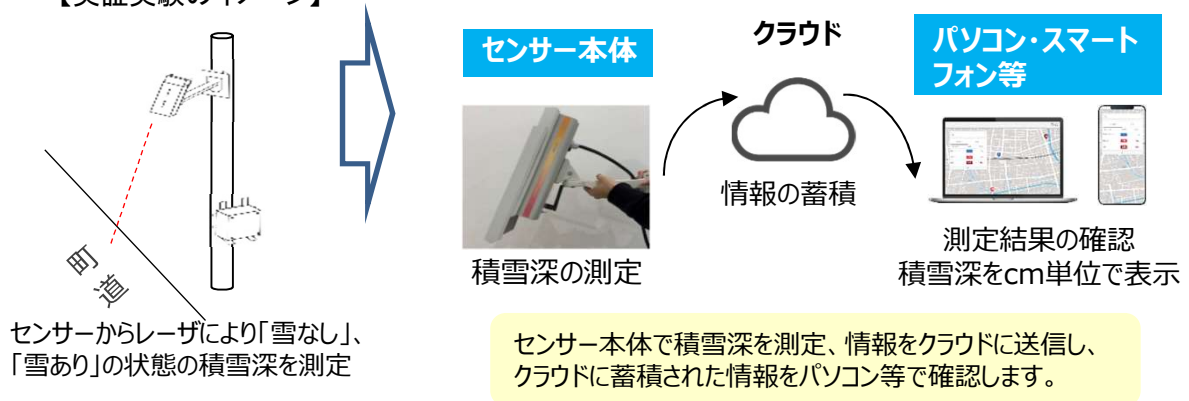 町道
センサーからレーザにより「雪なし」、
「雪あり」の状態の積雪深を測定
センサー本体
積雪深の測定
クラウド
情報の蓄積
パソコン・スマート
フォン等
測定結果の確認
積雪深をcm単位で表示
センサー本体で積雪深を測定、情報をクラウドに送信し、
クラウドに蓄積された情報をパソコン等で確認します。